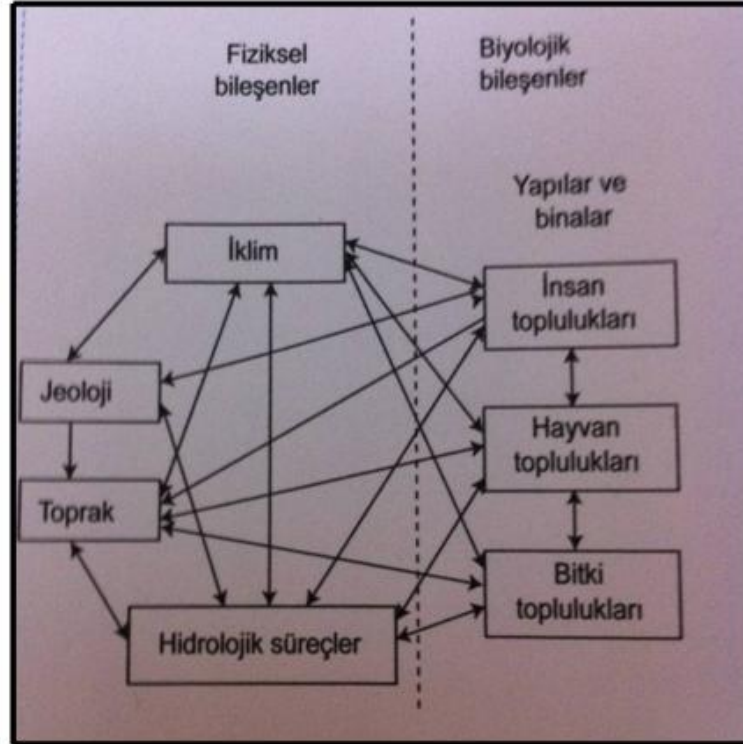 Fiziksel
bileşenler
Biyolojik
bileşenler
Yapılar ve
binalar
İklim
İnsan
toplulukları
Jeoloji
Hayvan
toplulukları
Toprak
Bitki
toplulukları
Hidrolojik süreçler